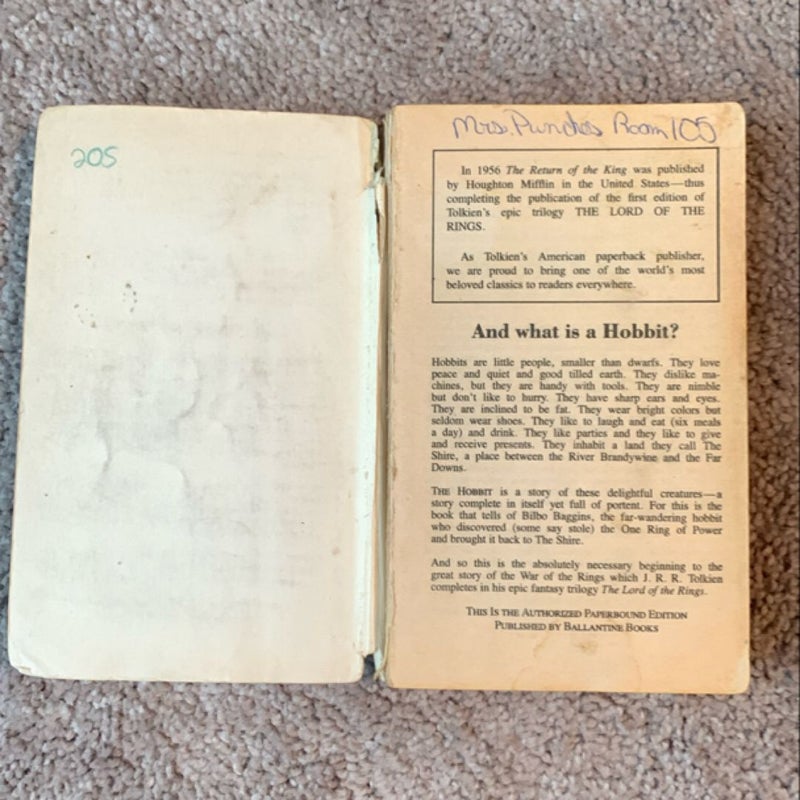 205
Mrs. Punches Room 105
In 1956 The Return of the King was published
by Houghton Mifflin in the United States—thus
completing the publication of the first edition of
Tolkien's epic trilogy THE LORD OF THE
RINGS.
As Tolkien's American paperback publisher,
we are proud to bring one of the world's most
beloved classics to readers everywhere.
And what is a Hobbit?
Hobbits are little people, smaller than dwarfs. They love
peace and quiet and good tilled earth. They dislike ma-
chines, but they are handy with tools. They are nimble
but don't like to hurry. They have sharp ears and eyes.
They are inclined to be fat. They wear bright colors but
seldom wear shoes. They like to laugh and eat (six meals
a day) and drink. They like parties and they like to give
and receive presents. They inhabit a land they call The
Shire, a place between the River Brandywine and the Far
Downs.
THE HOBBIT is a story of these delightful creatures—a
story complete in itself yet full of portent. For this is the
book that tells of Bilbo Baggins, the far-wandering hobbit
who discovered (some say stole) the One Ring of Power
and brought it back to The Shire.
And so this is the absolutely necessary beginning to the
great story of the War of the Rings which J. R. R. Tolkien
completes in his epic fantasy trilogy The Lord of the Rings.
THIS IS THE AUTHORIZED PAPERBOUND EDITION
PUBLISHED BY BALLANTINE BOOKS